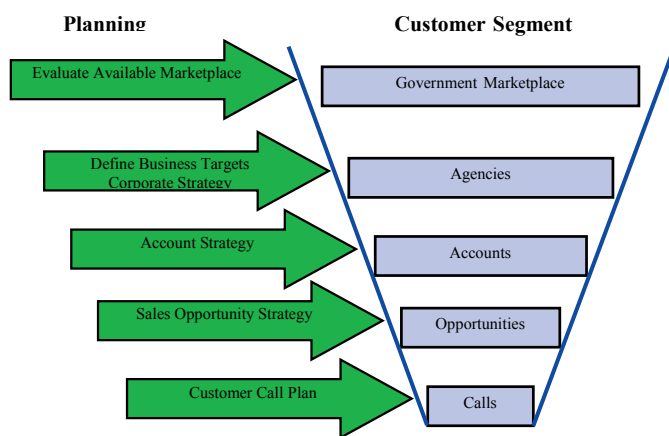 Planning
Customer Segment
Evaluate Available Marketplace
Government Marketplace
Define Business Targets
Corporate Strategy
Agencies
Account Strategy
Accounts
Sales Opportunity Strategy
Opportunities
Customer Call Plan
Calls